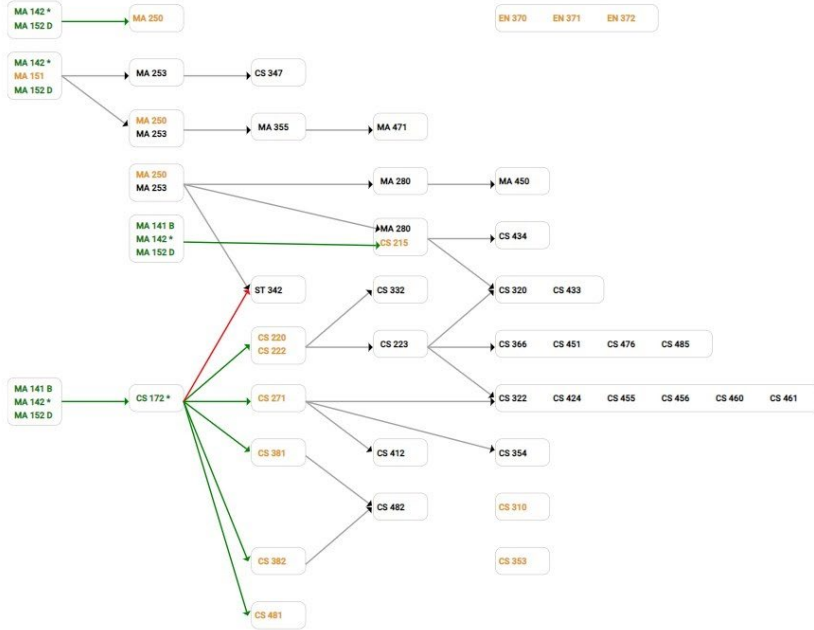 MA 142 *
MA 152 D
MA 250
EN 370 EN 371 EN 372
MA 142 *
MA 151
MA 152 D
MA 253
CS 347
MA 250
MA 253
MA 355
MA 471
MA 250
MA 253
MA 280
MA 450
MA 141 B
MA 142 *
MA 152 D
MA 280
CS 215
CS 434
ST 342
CS 332
CS 320 CS 433
CS 220
CS 222
CS 223
CS 366 CS 451 CS 476 CS 485
MA 141 B
MA 142 *
MA 152 D
CS 172 *
CS 271
CS 322 CS 424 CS 455 CS 456 CS 460 CS 461
CS 381
CS 412
CS 354
CS 482
CS 310
CS 382
CS 353
CS 481